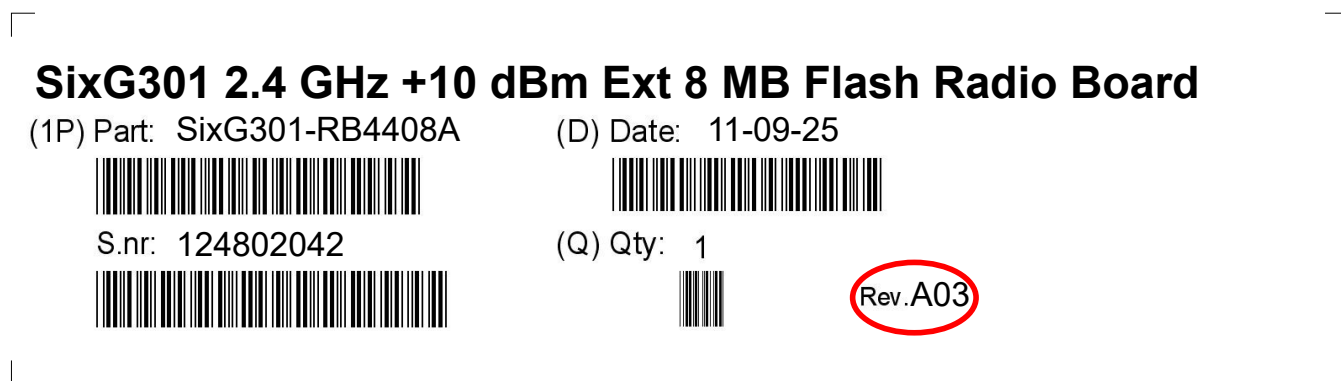 SixG301 2.4 GHz +10 dBm Ext 8 MB Flash Radio Board
(1P) Part: SixG301-RB4408A (D) Date: 11-09-25
S.nr: 124802042 (Q) Qty: 1
Rev.A03